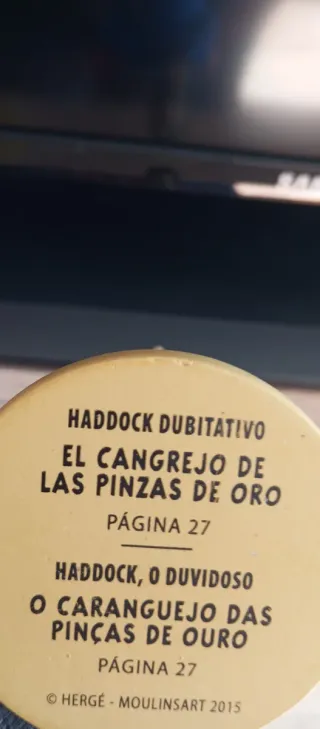 HADDOCK DUBITATIVO
EL CANGREJO DE
LAS PINZAS DE ORO
PÁGINA 27
HADDOCK, O DUVIDOSO
O CARANGUEJO DAS
PINÇAS DE OURO
PÁGINA 27
© HERGÉ - MOULINSART 2015